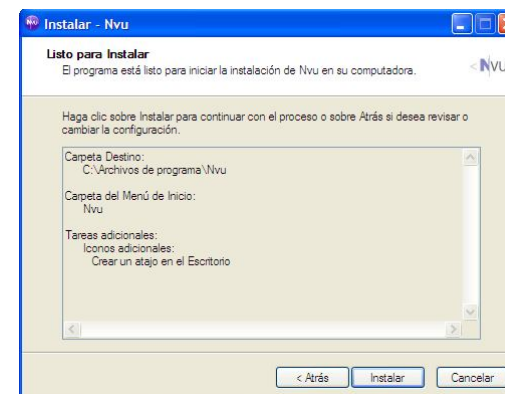 Instalar - Nvu
Listo para Instalar
El programa está listo para iniciar la instalación de Nvu en su computadora.
< NVU
Haga clic sobre Instalar para continuar con el proceso o sobre Atrás si desea revisar o
cambiar la configuración.
Carpeta Destino:
C:\Archivos de programa\Nvu
Carpeta del Menú de Inicio:
Nvu
Tareas adicionales:
Iconos adicionales:
Crear un atajo en el Escritorio
< Atrás
Instalar
Cancelar